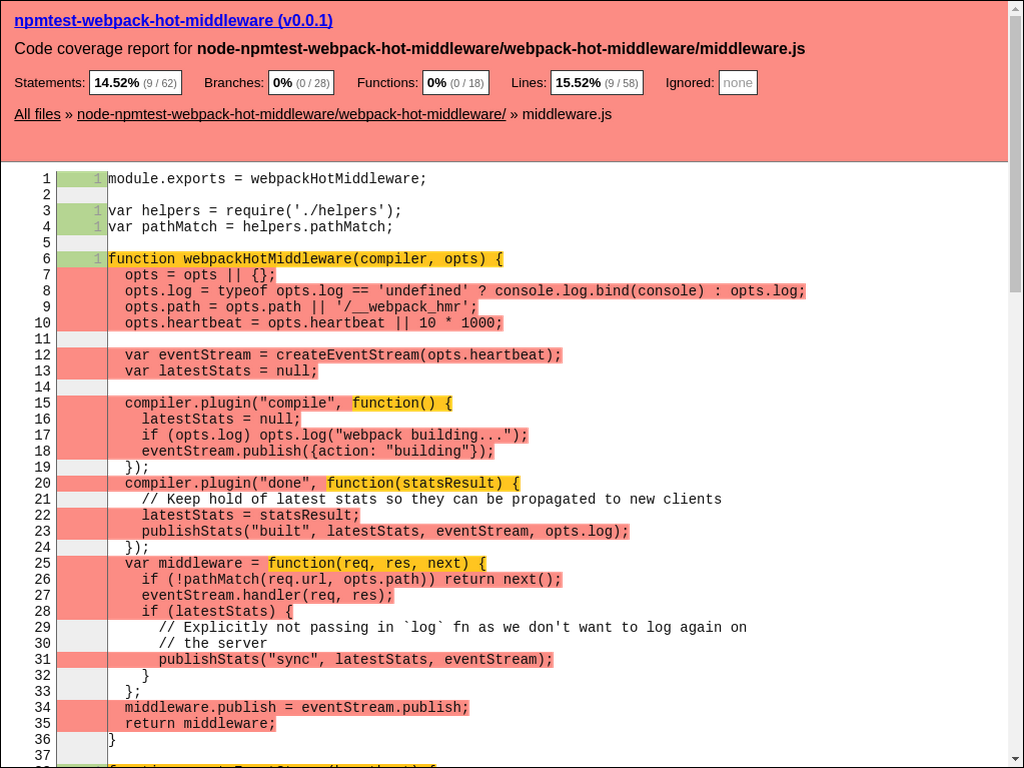 npmtest-webpack-hot-middleware (v0.0.1)
Code coverage report for node-npmtest-webpack-hot-middleware/webpack-hot-middleware/middleware.js
Statements: 14.52% (9 / 62) Branches: 0% (0 / 28) Functions: 0% (0 / 18) Lines: 15.52% (9 / 58) Ignored: none
All files » node-npmtest-webpack-hot-middleware/webpack-hot-middleware/ » middleware.js
1 1 module.exports = webpackHotMiddleware;
2
3 1 var helpers = require('./helpers');
4 1 var pathMatch = helpers.pathMatch;
5
6 1 function webpackHotMiddleware(compiler, opts) {
7 opts = opts || {};
8 opts.log = typeof opts.log == 'undefined' ? console.log.bind(console) : opts.log;
9 opts.path = opts.path || '/__webpack_hmr';
10 opts.heartbeat = opts.heartbeat || 10 * 1000;
11
12 var eventStream = createEventStream(opts.heartbeat);
13 var latestStats = null;
14
15 compiler.plugin("compile", function() {
16 latestStats = null;
17 if (opts.log) opts.log("webpack building...");
18 eventStream.publish({action: "building"});
19 });
20 compiler.plugin("done", function(statsResult) {
21 // Keep hold of latest stats so they can be propagated to new clients
22 latestStats = statsResult;
23 publishStats("built", latestStats, eventStream, opts.log);
24 });
25 var middleware = function(req, res, next) {
26 if (!pathMatch(req.url, opts.path)) return next();
27 eventStream.handler(req, res);
28 if (latestStats) {
29 // Explicitly not passing in `log` fn as we don't want to log again on
30 // the server
31 publishStats("sync", latestStats, eventStream);
32 }
33 };
34 middleware.publish = eventStream.publish;
35 return middleware;
36 }
37